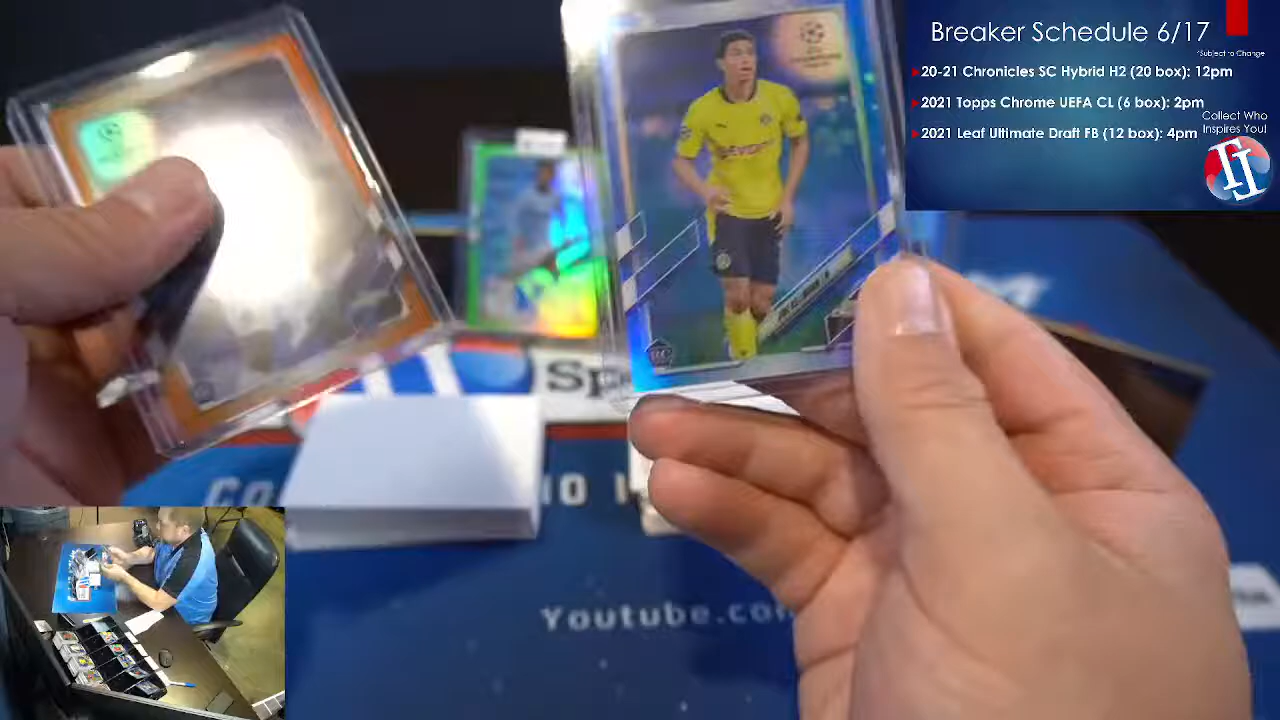 Breaker Schedule 6/17
*Subject to Change
20-21 Chronicles SC Hybrid H2 (20 box): 12pm
2021 Topps Chrome UEFA CL (6 box): 2pm
2021 Leaf Ultimate Draft FB (12 box): 4pm
Collect Who
Inspires You!
Youtube.com